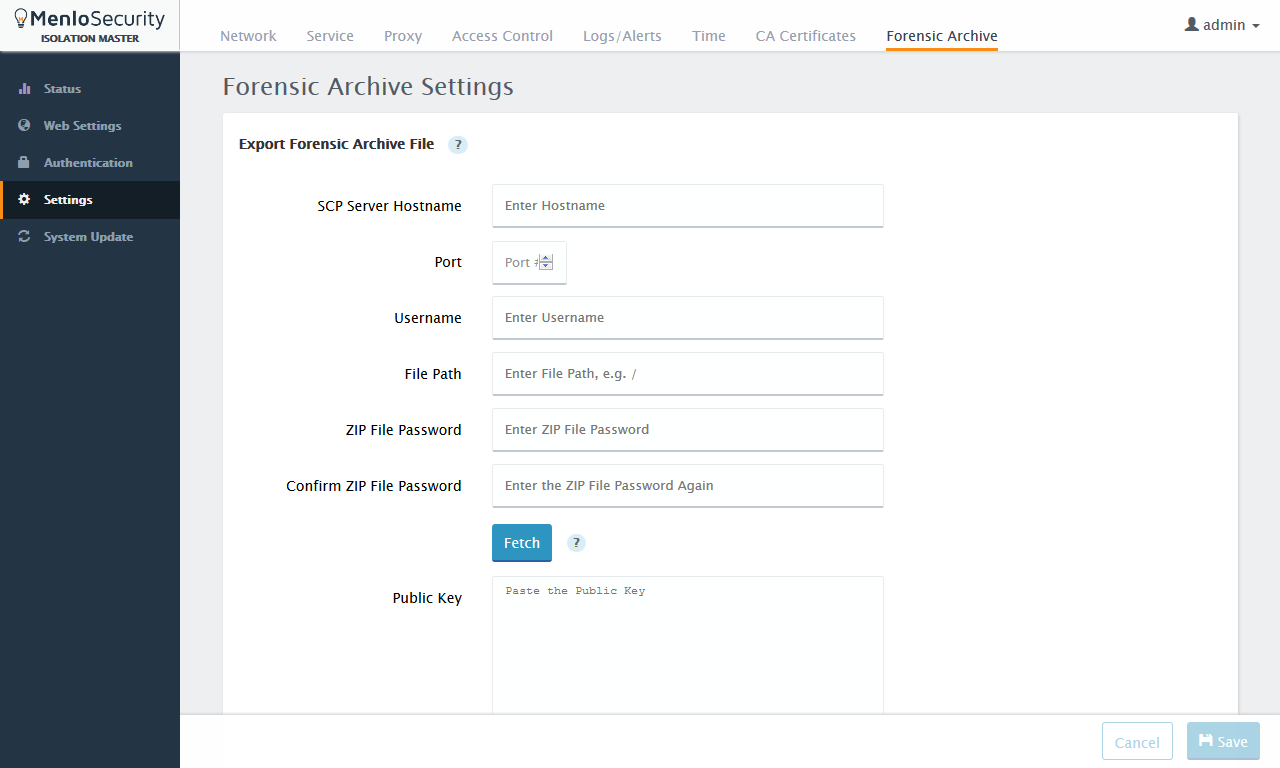 MenloSecurity
ISOLATION MASTER
Network Service Proxy Access Control Logs/Alerts Time CA Certificates Forensic Archive
admin
Status
Web Settings
Authentication
Settings
System Update
Forensic Archive Settings
Export Forensic Archive File ?
SCP Server Hostname Enter Hostname
Port Port #
Username Enter Username
File Path Enter File Path, e.g. /
ZIP File Password Enter ZIP File Password
Confirm ZIP File Password Enter the ZIP File Password Again
Fetch ?
Public Key Paste the Public Key
Cancel Save